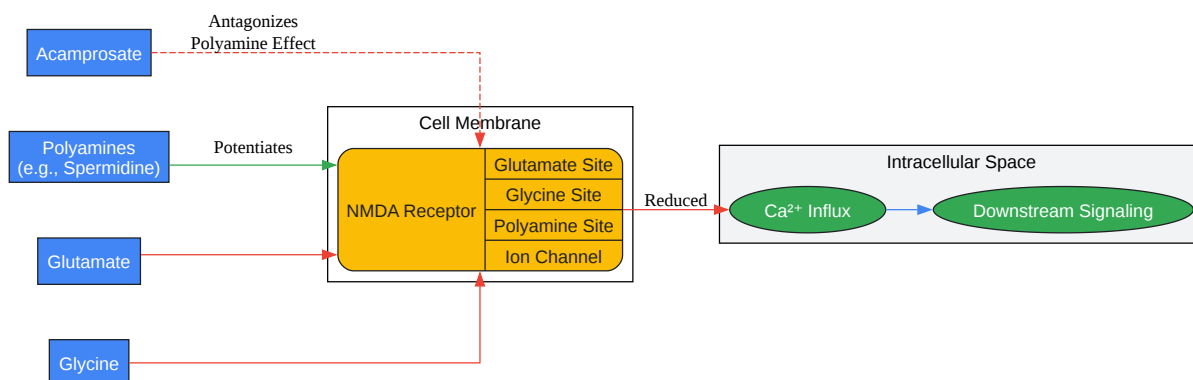 Antagonizes
Polyamine Effect
Acamprosate
Cell Membrane
Polyamines
(e.g., Spermidine)
Potentiates
NMDA Receptor
Glutamate Site
Glycine Site
Polyamine Site
Ion Channel
Reduced
Intracellular Space
Ca²⁺ Influx
Downstream Signaling
Glutamate
Glycine